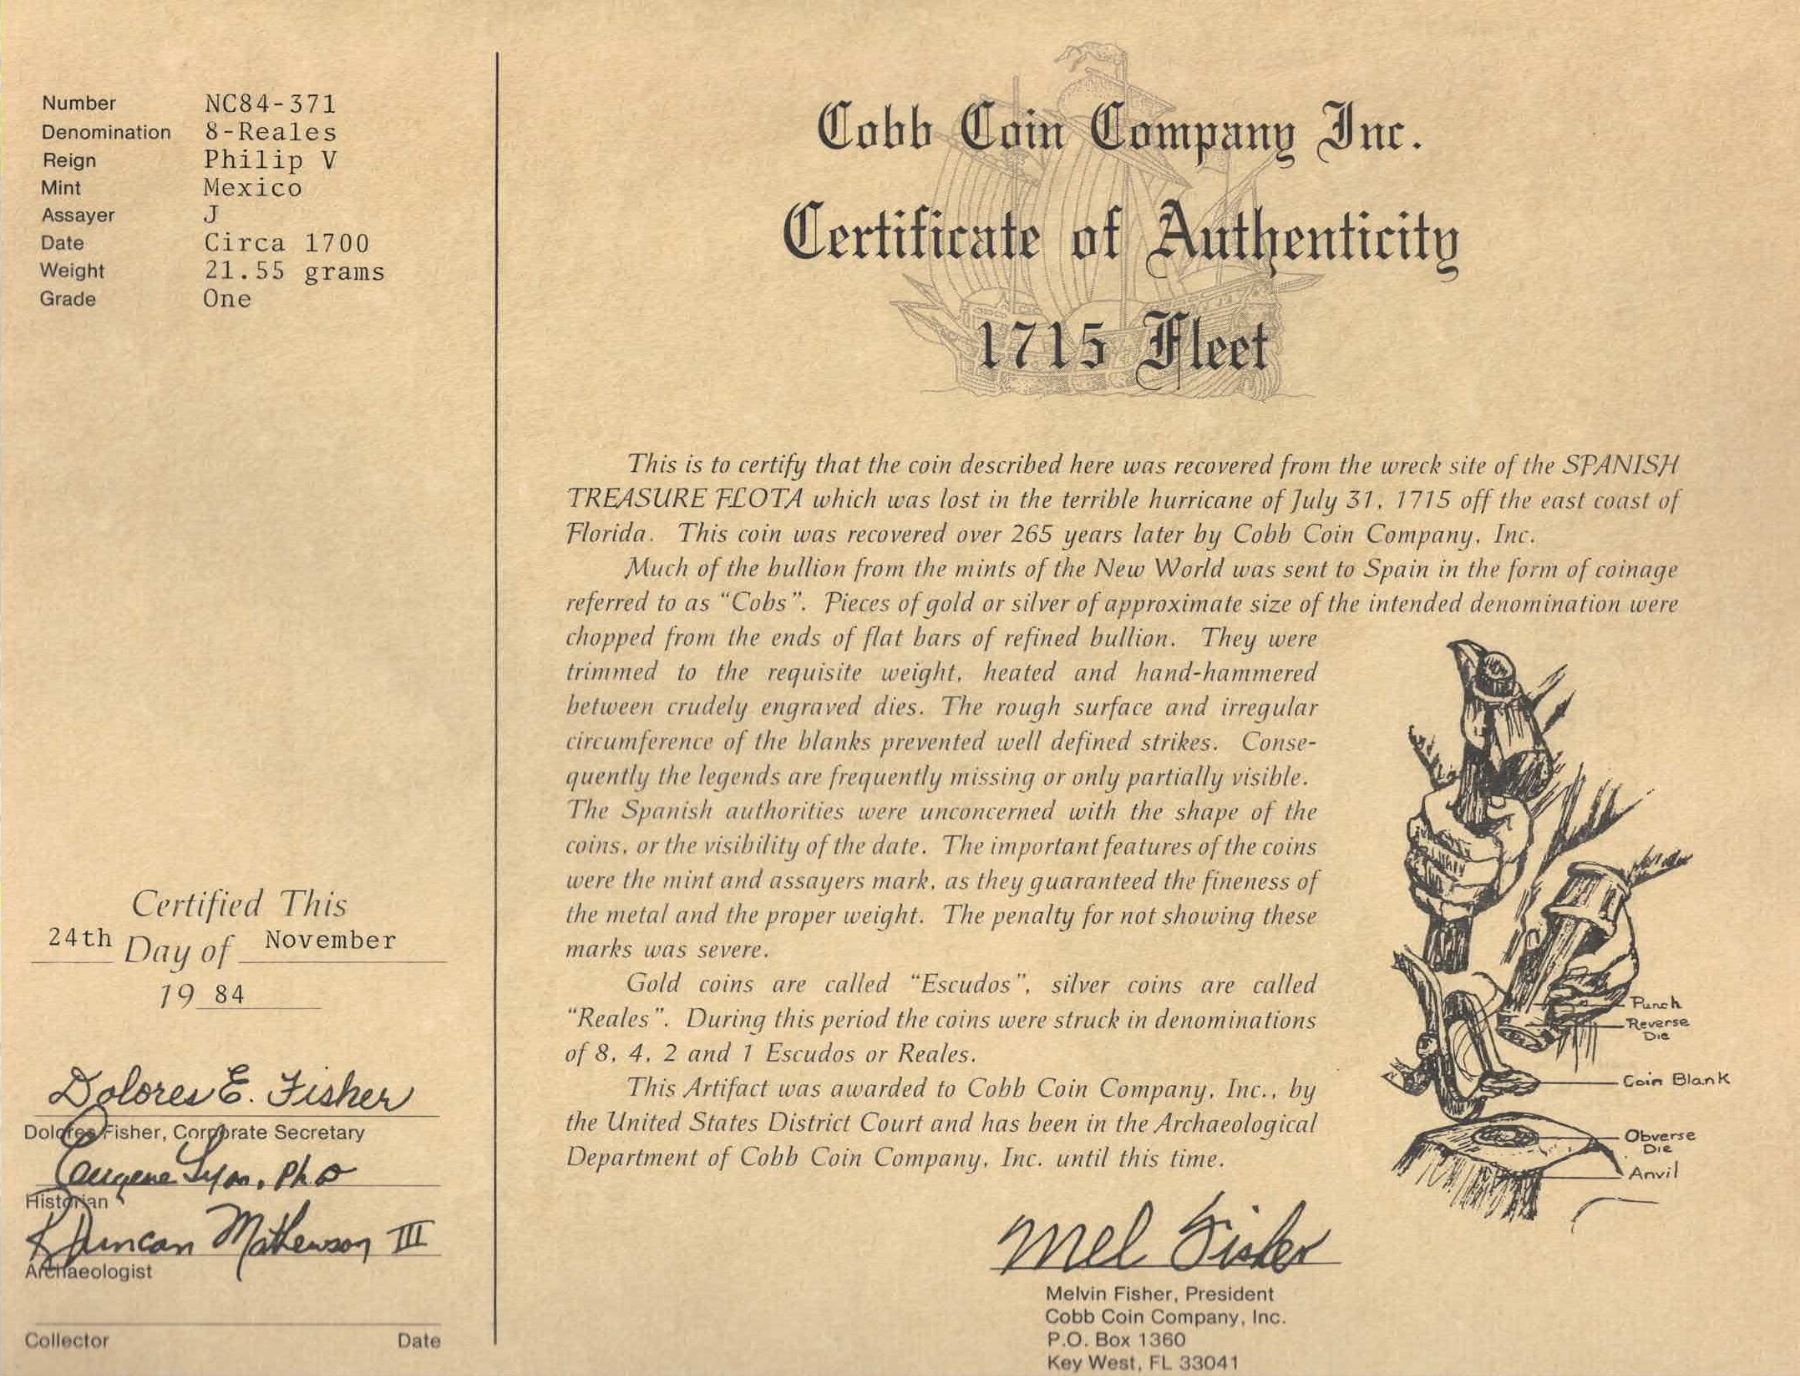 Number NC84-371
Denomination 8-Reales
Reign Philip V
Mint Mexico
Assayer J
Date Circa 1700
Weight 21.55 grams
Grade One
Certified This
24th Day of November
19 84
Dolores E. Fisher
Dolores Fisher, Corporate Secretary
Eugene Lyon, PhD
Historian
R Duncan Mathewson III
Archaeologist
Collector Date
Cobb Coin Company Inc.
Certificate of Authenticity
1715 Fleet
This is to certify that the coin described here was recovered from the wreck site of the SPANISH
TREASURE FLOTA which was lost in the terrible hurricane of July 31, 1715 off the east coast of
Florida. This coin was recovered over 265 years later by Cobb Coin Company, Inc.
Much of the bullion from the mints of the New World was sent to Spain in the form of coinage
referred to as "Cobs". Pieces of gold or silver of approximate size of the intended denomination were
chopped from the ends of flat bars of refined bullion. They were
trimmed to the requisite weight, heated and hand-hammered
between crudely engraved dies. The rough surface and irregular
circumference of the blanks prevented well defined strikes. Conse-
quently the legends are frequently missing or only partially visible.
The Spanish authorities were unconcerned with the shape of the
coins, or the visibility of the date. The important features of the coins
were the mint and assayers mark, as they guaranteed the fineness of
the metal and the proper weight. The penalty for not showing these
marks was severe.
Gold coins are called "Escudos", silver coins are called
"Reales". During this period the coins were struck in denominations
of 8, 4, 2 and 1 Escudos or Reales.
This Artifact was awarded to Cobb Coin Company, Inc., by
the United States District Court and has been in the Archaeological
Department of Cobb Coin Company, Inc. until this time.
Punch
Reverse
Die
Coin Blank
Obverse
Die
Anvil
Mel Fisher
Melvin Fisher, President
Cobb Coin Company, Inc.
P.O. Box 1360
Key West, FL 33041